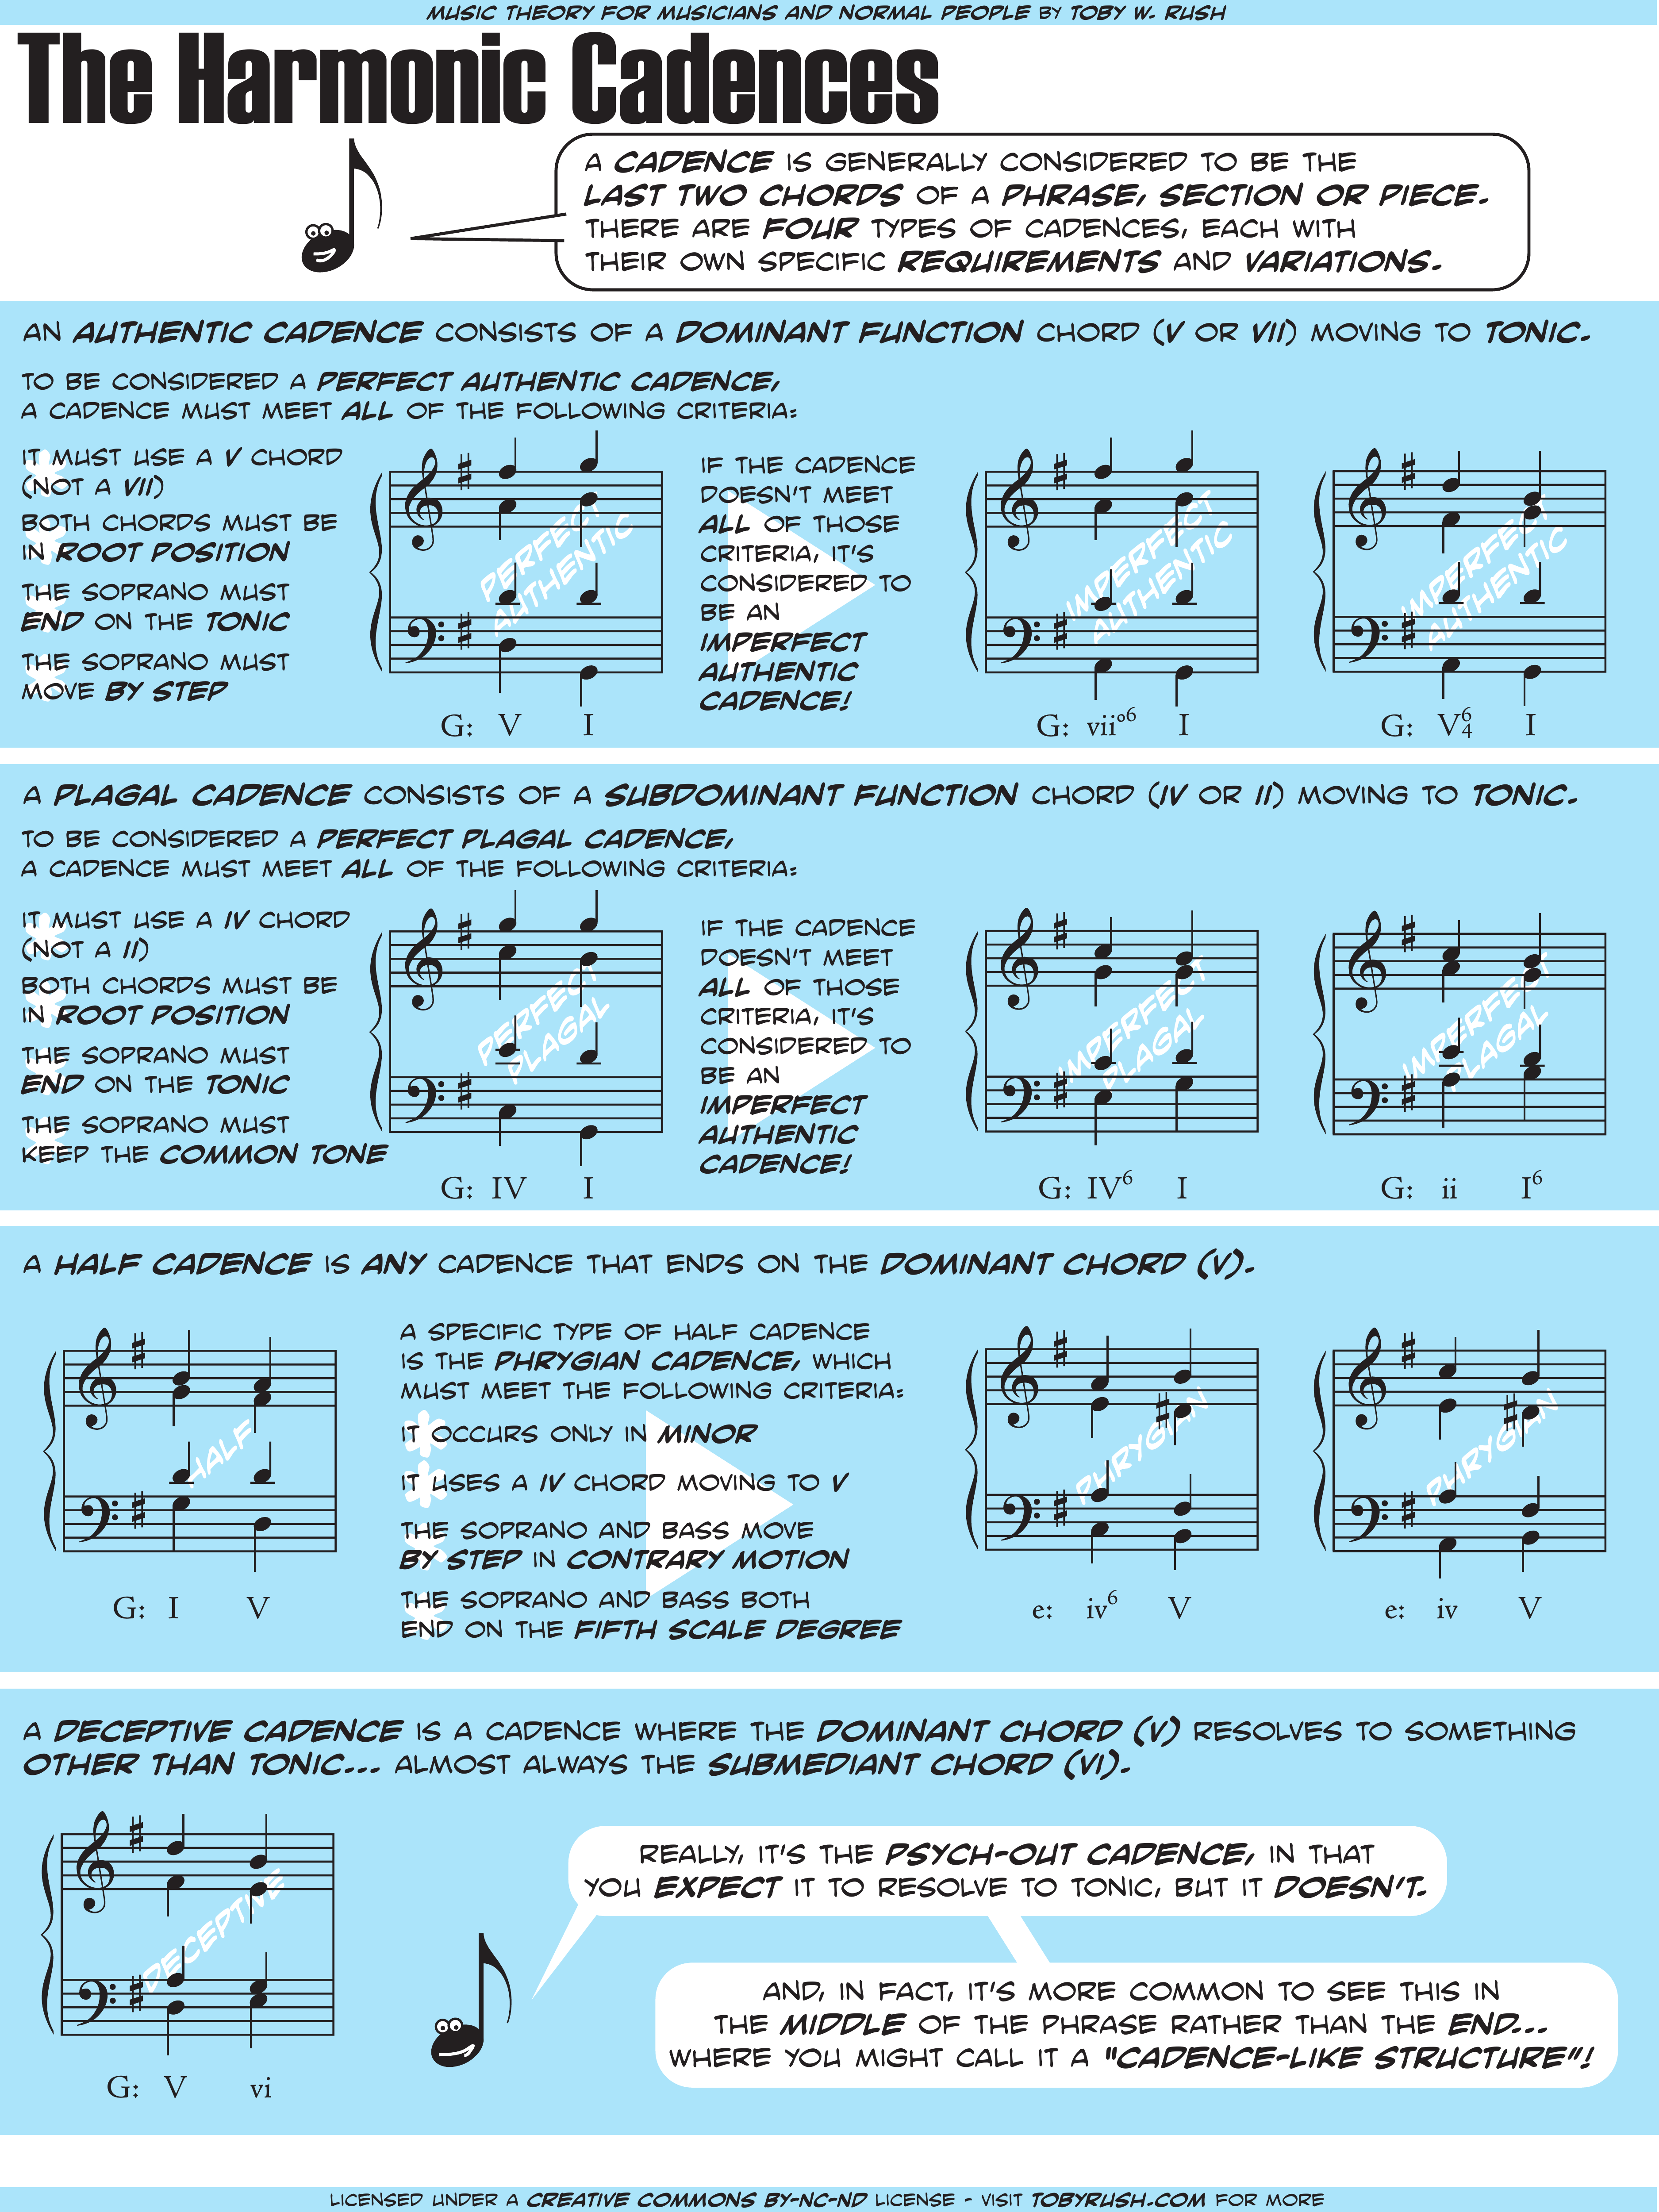 MUSIC THEORY FOR MUSICIANS AND NORMAL PEOPLE BY TOBY W. RUSH
The Harmonic Cadences
A CADENCE IS GENERALLY CONSIDERED TO BE THE
LAST TWO CHORDS OF A PHRASE, SECTION OR PIECE.
THERE ARE FOUR TYPES OF CADENCES, EACH WITH
THEIR OWN SPECIFIC REQUIREMENTS AND VARIATIONS.
AN AUTHENTIC CADENCE CONSISTS OF A DOMINANT FUNCTION CHORD (V OR VII) MOVING TO TONIC.
TO BE CONSIDERED A PERFECT AUTHENTIC CADENCE,
A CADENCE MUST MEET ALL OF THE FOLLOWING CRITERIA:
IT MUST USE A V CHORD
(NOT A VII)
BOTH CHORDS MUST BE
IN ROOT POSITION
THE SOPRANO MUST
END ON THE TONIC
THE SOPRANO MUST
MOVE BY STEP
PERFECT
AUTHENTIC
G: V I
IF THE CADENCE
DOESN'T MEET
ALL OF THOSE
CRITERIA, IT'S
CONSIDERED TO
BE AN
IMPERFECT
AUTHENTIC
CADENCE!
IMPERFECT
AUTHENTIC
G: vii°6 I
IMPERFECT
AUTHENTIC
G: V6/4 I
A PLAGAL CADENCE CONSISTS OF A SUBDOMINANT FUNCTION CHORD (IV OR II) MOVING TO TONIC.
TO BE CONSIDERED A PERFECT PLAGAL CADENCE,
A CADENCE MUST MEET ALL OF THE FOLLOWING CRITERIA:
IT MUST USE A IV CHORD
(NOT A II)
BOTH CHORDS MUST BE
IN ROOT POSITION
THE SOPRANO MUST
END ON THE TONIC
THE SOPRANO MUST
KEEP THE COMMON TONE
PERFECT
PLAGAL
G: IV I
IF THE CADENCE
DOESN'T MEET
ALL OF THOSE
CRITERIA, IT'S
CONSIDERED TO
BE AN
IMPERFECT
AUTHENTIC
CADENCE!
IMPERFECT
PLAGAL
G: IV6 I
IMPERFECT
PLAGAL
G: ii I6
A HALF CADENCE IS ANY CADENCE THAT ENDS ON THE DOMINANT CHORD (V).
HALF
G: I V
A SPECIFIC TYPE OF HALF CADENCE
IS THE PHRYGIAN CADENCE, WHICH
MUST MEET THE FOLLOWING CRITERIA:
IT OCCURS ONLY IN MINOR
IT USES A IV CHORD MOVING TO V
THE SOPRANO AND BASS MOVE
BY STEP IN CONTRARY MOTION
THE SOPRANO AND BASS BOTH
END ON THE FIFTH SCALE DEGREE
PHRYGIAN
e: iv6 V
PHRYGIAN
e: iv V
A DECEPTIVE CADENCE IS A CADENCE WHERE THE DOMINANT CHORD (V) RESOLVES TO SOMETHING
OTHER THAN TONIC... ALMOST ALWAYS THE SUBMEDIANT CHORD (VI).
DECEPTIVE
G: V vi
REALLY, IT'S THE PSYCH-OUT CADENCE, IN THAT
YOU EXPECT IT TO RESOLVE TO TONIC, BUT IT DOESN'T.
AND, IN FACT, IT'S MORE COMMON TO SEE THIS IN
THE MIDDLE OF THE PHRASE RATHER THAN THE END...
WHERE YOU MIGHT CALL IT A "CADENCE-LIKE STRUCTURE"!
LICENSED UNDER A CREATIVE COMMONS BY-NC-ND LICENSE - VISIT TOBYRUSH.COM FOR MORE